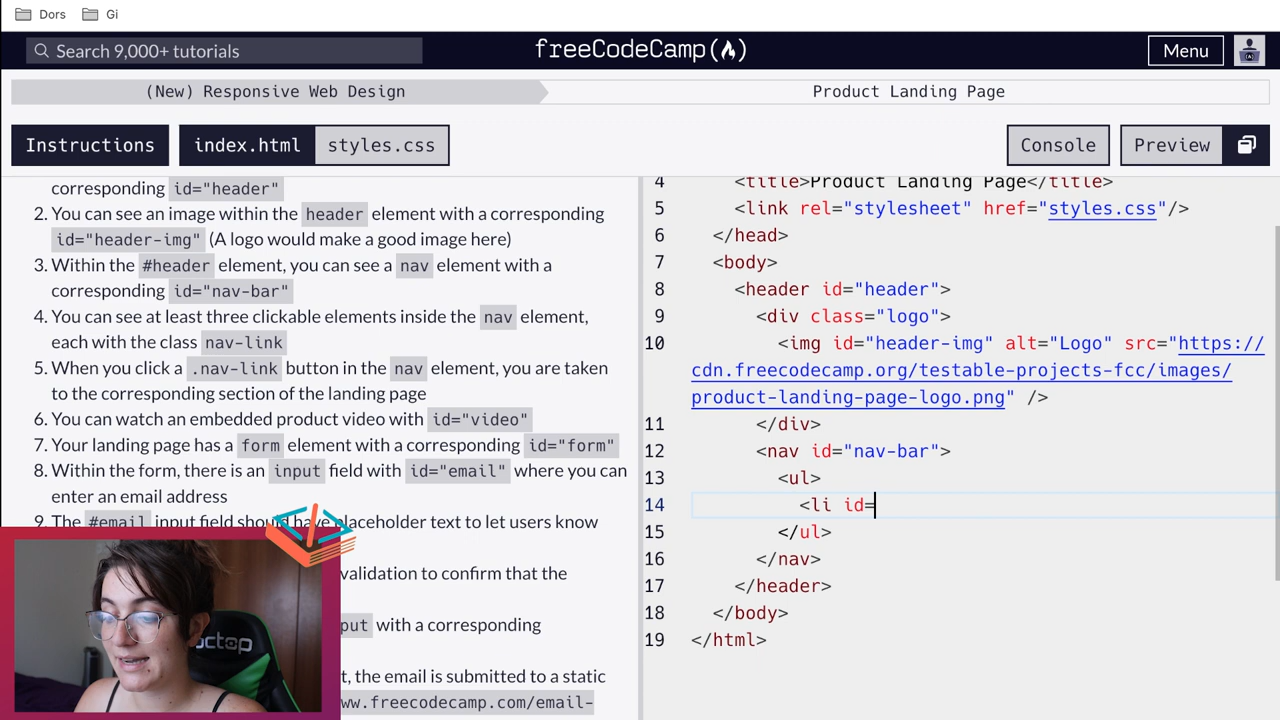 Dors Gi
Search 9,000+ tutorials
freeCodeCamp
Menu
(New) Responsive Web Design
Product Landing Page
Instructions
index.html
styles.css
Console
Preview
corresponding id="header"
2. You can see an image within the header element with a corresponding
id="header-img" (A logo would make a good image here)
3. Within the #header element, you can see a nav element with a
corresponding id="nav-bar"
4. You can see at least three clickable elements inside the nav element,
each with the class nav-link
5. When you click a .nav-link button in the nav element, you are taken
to the corresponding section of the landing page
6. You can watch an embedded product video with id="video"
7. Your landing page has a form element with a corresponding id="form"
8. Within the form, there is an input field with id="email" where you can
enter an email address
9. The #email input field should have placeholder text to let users know
validation to confirm that the
put with a corresponding
t, the email is submitted to a static
ww.freecodecamp.com/email-
4 <title>Product Landing Page</title>
5 <link rel="stylesheet" href="styles.css"/>
6 </head>
7 <body>
8 <header id="header">
9 <div class="logo">
10 <img id="header-img" alt="Logo" src="https://
cdn.freecodecamp.org/testable-projects-fcc/images/
product-landing-page-logo.png" />
11 </div>
12 <nav id="nav-bar">
13 <ul>
14 <li id=
15 </ul>
16 </nav>
17 </header>
18 </body>
19 </html>